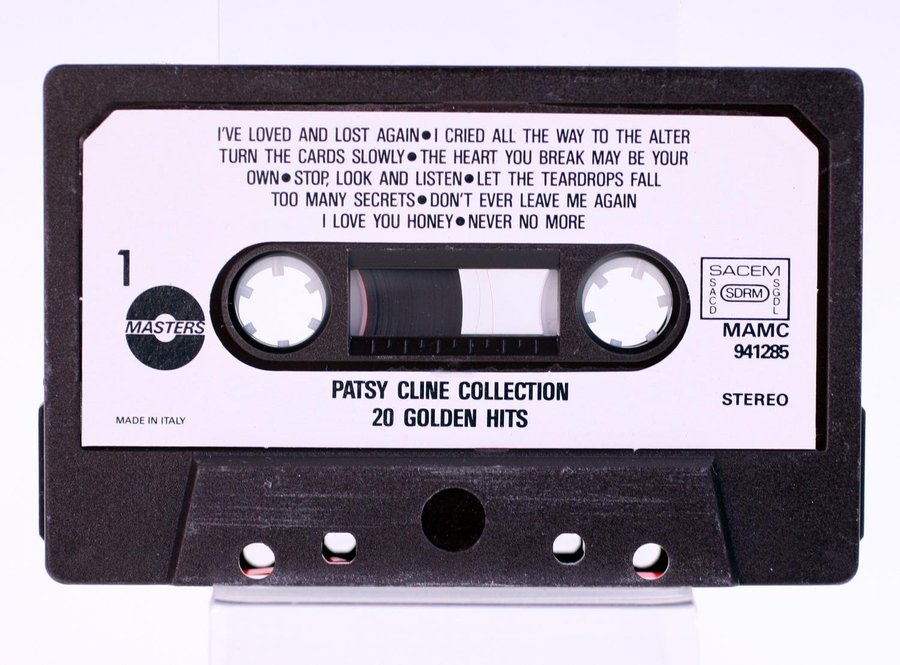 I'VE LOVED AND LOST AGAIN●I CRIED ALL THE WAY TO THE ALTER
TURN THE CARDS SLOWLY●THE HEART YOU BREAK MAY BE YOUR
OWN●STOP, LOOK AND LISTEN●LET THE TEARDROPS FALL
TOO MANY SECRETS●DON'T EVER LEAVE ME AGAIN
I LOVE YOU HONEY●NEVER NO MORE
1
MASTERS
MADE IN ITALY
SACEM
SACD
SDRM
SGDL
MAMC
941285
STEREO
PATSY CLINE COLLECTION
20 GOLDEN HITS